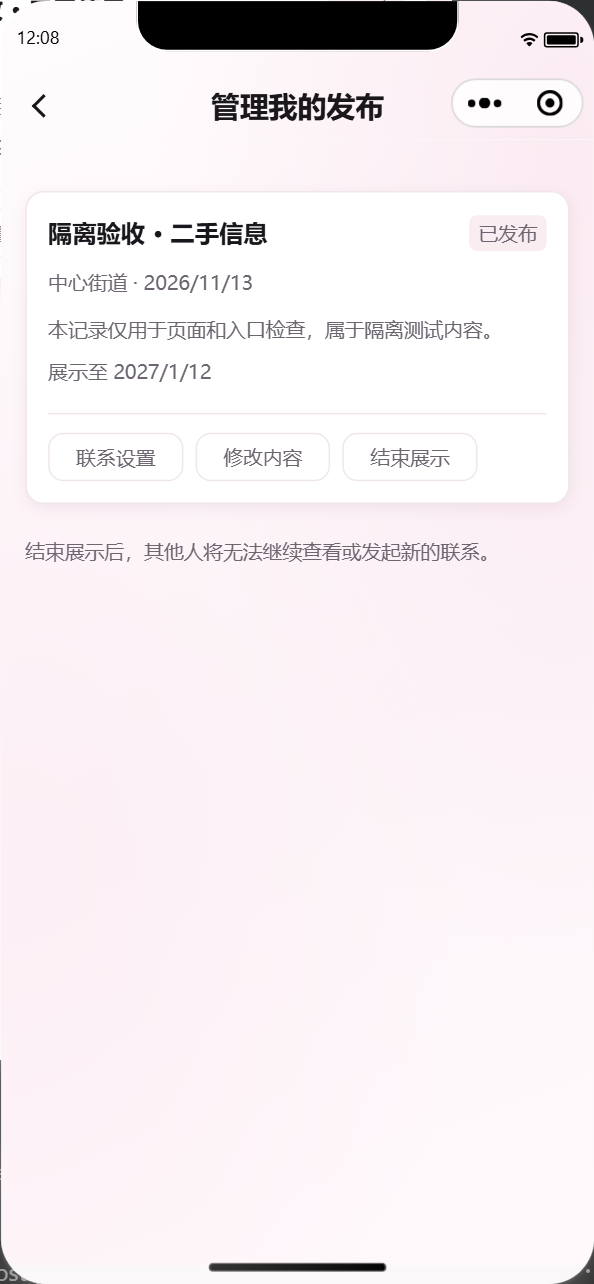 12:08
管理我的发布
隔离验收·二手信息
已发布
中心街道 · 2026/11/13
本记录仅用于页面和入口检查，属于隔离测试内容。
展示至 2027/1/12
联系设置
修改内容
结束展示
结束展示后，其他人将无法继续查看或发起新的联系。